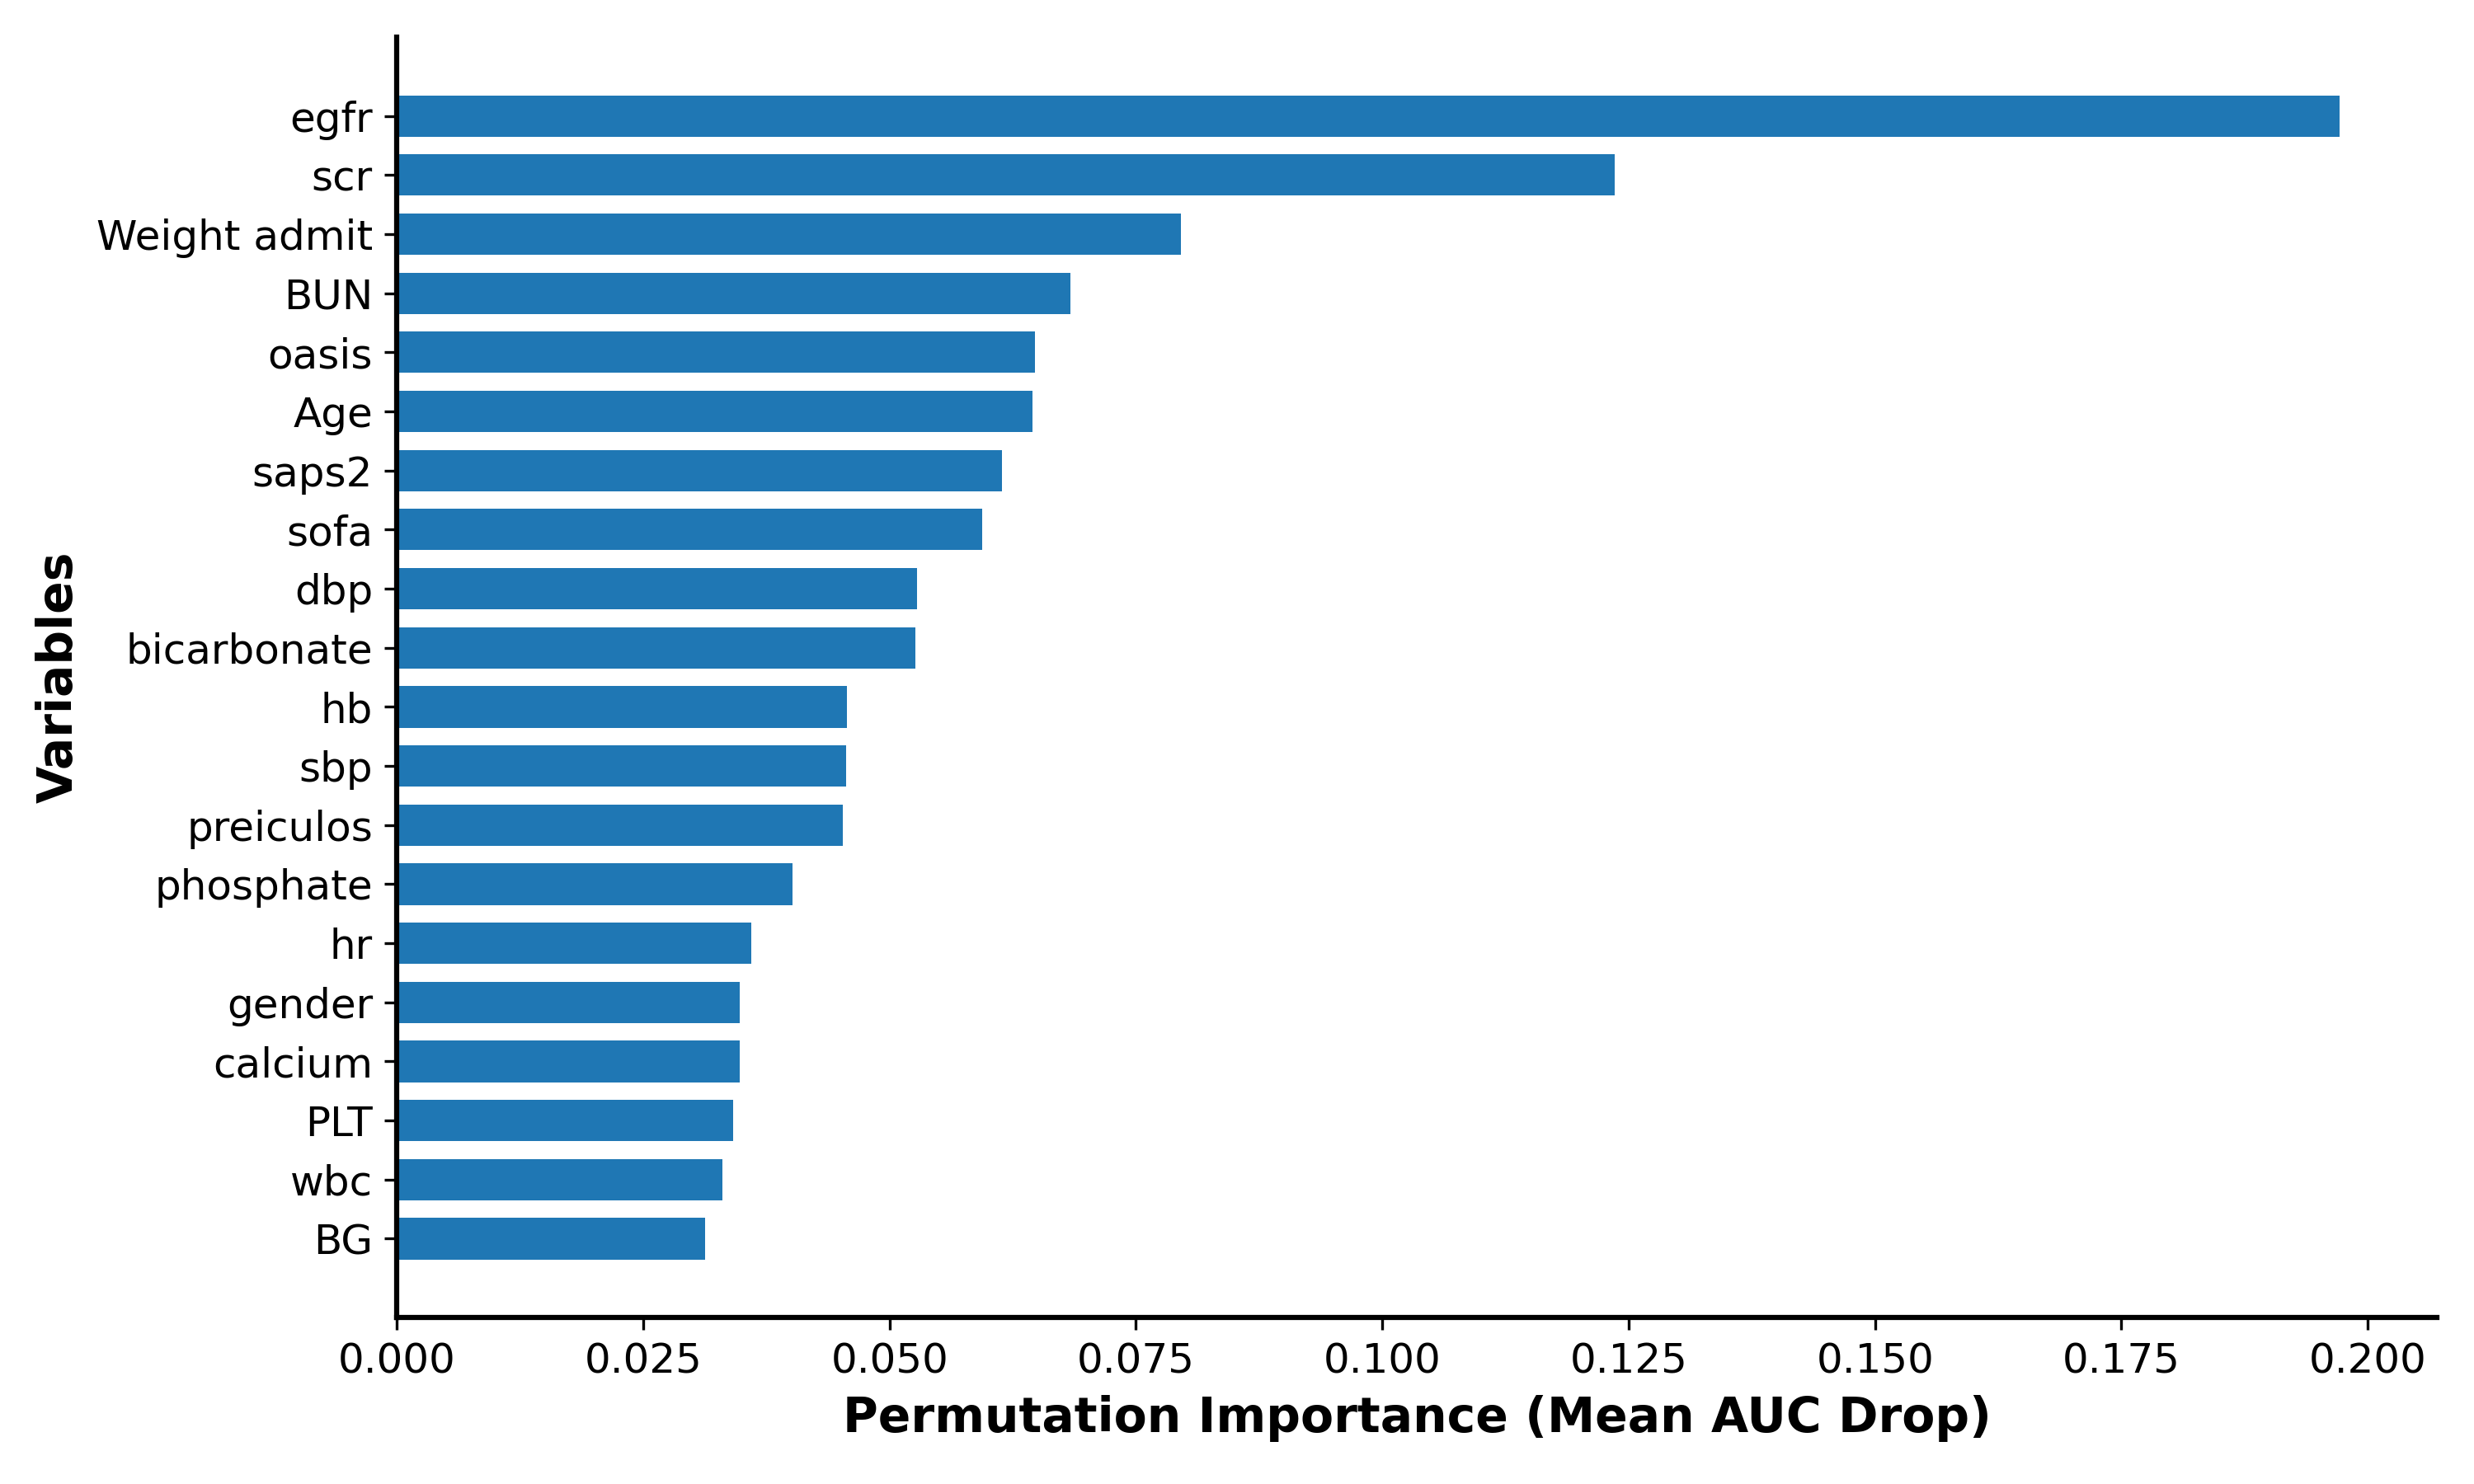 egfr
scr
Weight admit
BUN
oasis
Age
saps2
sofa
dbp
bicarbonate
hb
sbp
preiculos
phosphate
hr
gender
calcium
PLT
wbc
BG
Variables
0.000 0.025 0.050 0.075 0.100 0.125 0.150 0.175 0.200
Permutation Importance (Mean AUC Drop)